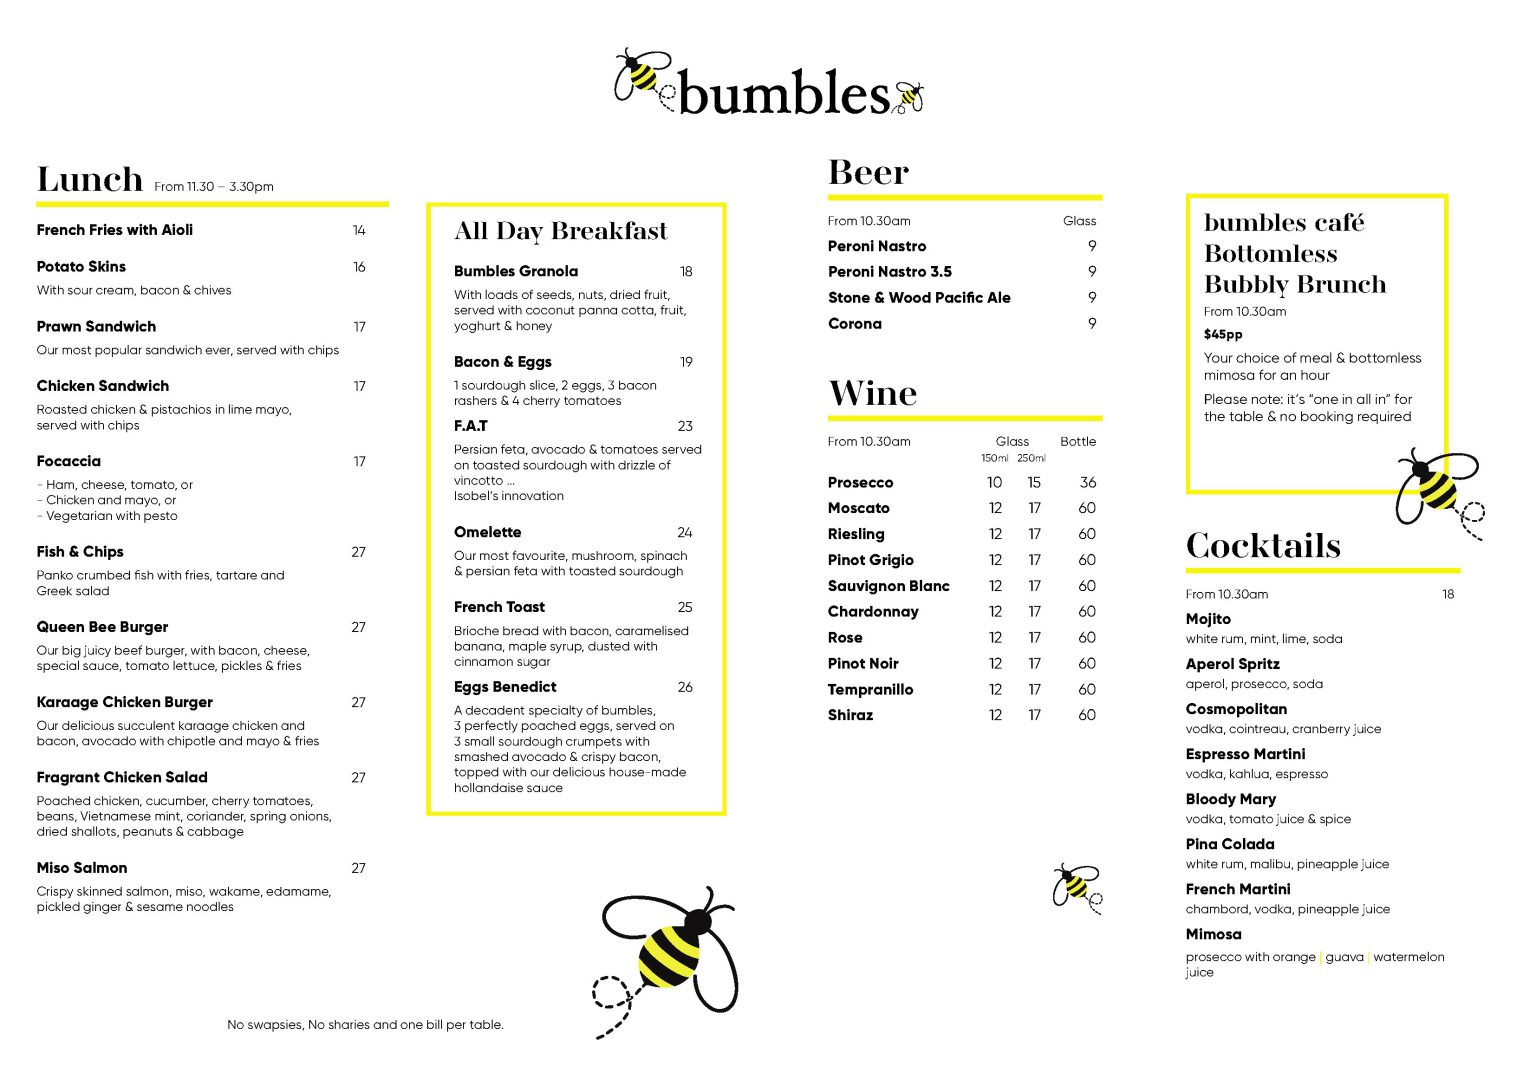 bumbles
Lunch From 11.30 – 3.30pm
French Fries with Aioli 14
Potato Skins 16
With sour cream, bacon & chives
Prawn Sandwich 17
Our most popular sandwich ever, served with chips
Chicken Sandwich 17
Roasted chicken & pistachios in lime mayo,
served with chips
Focaccia 17
- Ham, cheese, tomato, or
- Chicken and mayo, or
- Vegetarian with pesto
Fish & Chips 27
Panko crumbed fish with fries, tartare and
Greek salad
Queen Bee Burger 27
Our big juicy beef burger, with bacon, cheese,
special sauce, tomato lettuce, pickles & fries
Karaage Chicken Burger 27
Our delicious succulent karaage chicken and
bacon, avocado with chipotle and mayo & fries
Fragrant Chicken Salad 27
Poached chicken, cucumber, cherry tomatoes,
beans, Vietnamese mint, coriander, spring onions,
dried shallots, peanuts & cabbage
Miso Salmon 27
Crispy skinned salmon, miso, wakame, edamame,
pickled ginger & sesame noodles
No swapsies, No sharies and one bill per table.
All Day Breakfast
Bumbles Granola 18
With loads of seeds, nuts, dried fruit,
served with coconut panna cotta, fruit,
yoghurt & honey
Bacon & Eggs 19
1 sourdough slice, 2 eggs, 3 bacon
rashers & 4 cherry tomatoes
F.A.T 23
Persian feta, avocado & tomatoes served
on toasted sourdough with drizzle of
vincotto ...
Isobel's innovation
Omelette 24
Our most favourite, mushroom, spinach
& persian feta with toasted sourdough
French Toast 25
Brioche bread with bacon, caramelised
banana, maple syrup, dusted with
cinnamon sugar
Eggs Benedict 26
A decadent specialty of bumbles,
3 perfectly poached eggs, served on
3 small sourdough crumpets with
smashed avocado & crispy bacon,
topped with our delicious house-made
hollandaise sauce
Beer
From 10.30am Glass
Peroni Nastro 9
Peroni Nastro 3.5 9
Stone & Wood Pacific Ale 9
Corona 9
Wine
From 10.30am Glass Bottle
150ml 250ml
Prosecco 10 15 36
Moscato 12 17 60
Riesling 12 17 60
Pinot Grigio 12 17 60
Sauvignon Blanc 12 17 60
Chardonnay 12 17 60
Rose 12 17 60
Pinot Noir 12 17 60
Tempranillo 12 17 60
Shiraz 12 17 60
bumbles café
Bottomless
Bubbly Brunch
From 10.30am
$45pp
Your choice of meal & bottomless
mimosa for an hour
Please note: it's "one in all in" for
the table & no booking required
Cocktails
From 10.30am 18
Mojito
white rum, mint, lime, soda
Aperol Spritz
aperol, prosecco, soda
Cosmopolitan
vodka, cointreau, cranberry juice
Espresso Martini
vodka, kahlua, espresso
Bloody Mary
vodka, tomato juice & spice
Pina Colada
white rum, malibu, pineapple juice
French Martini
chambord, vodka, pineapple juice
Mimosa
prosecco with orange | guava | watermelon
juice